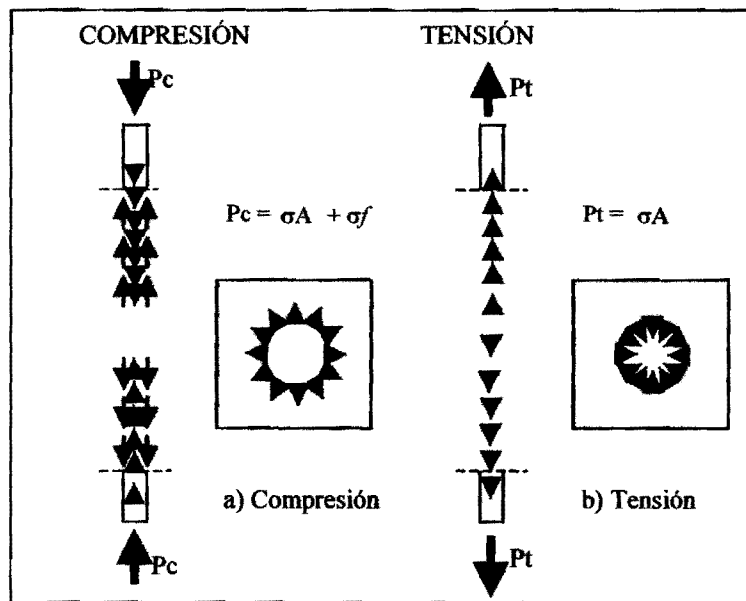 COMPRESIÓN
TENSIÓN
Pc
Pt
Pc = σA + σf
Pt = σA
a) Compresión
b) Tensión
Pc
Pt